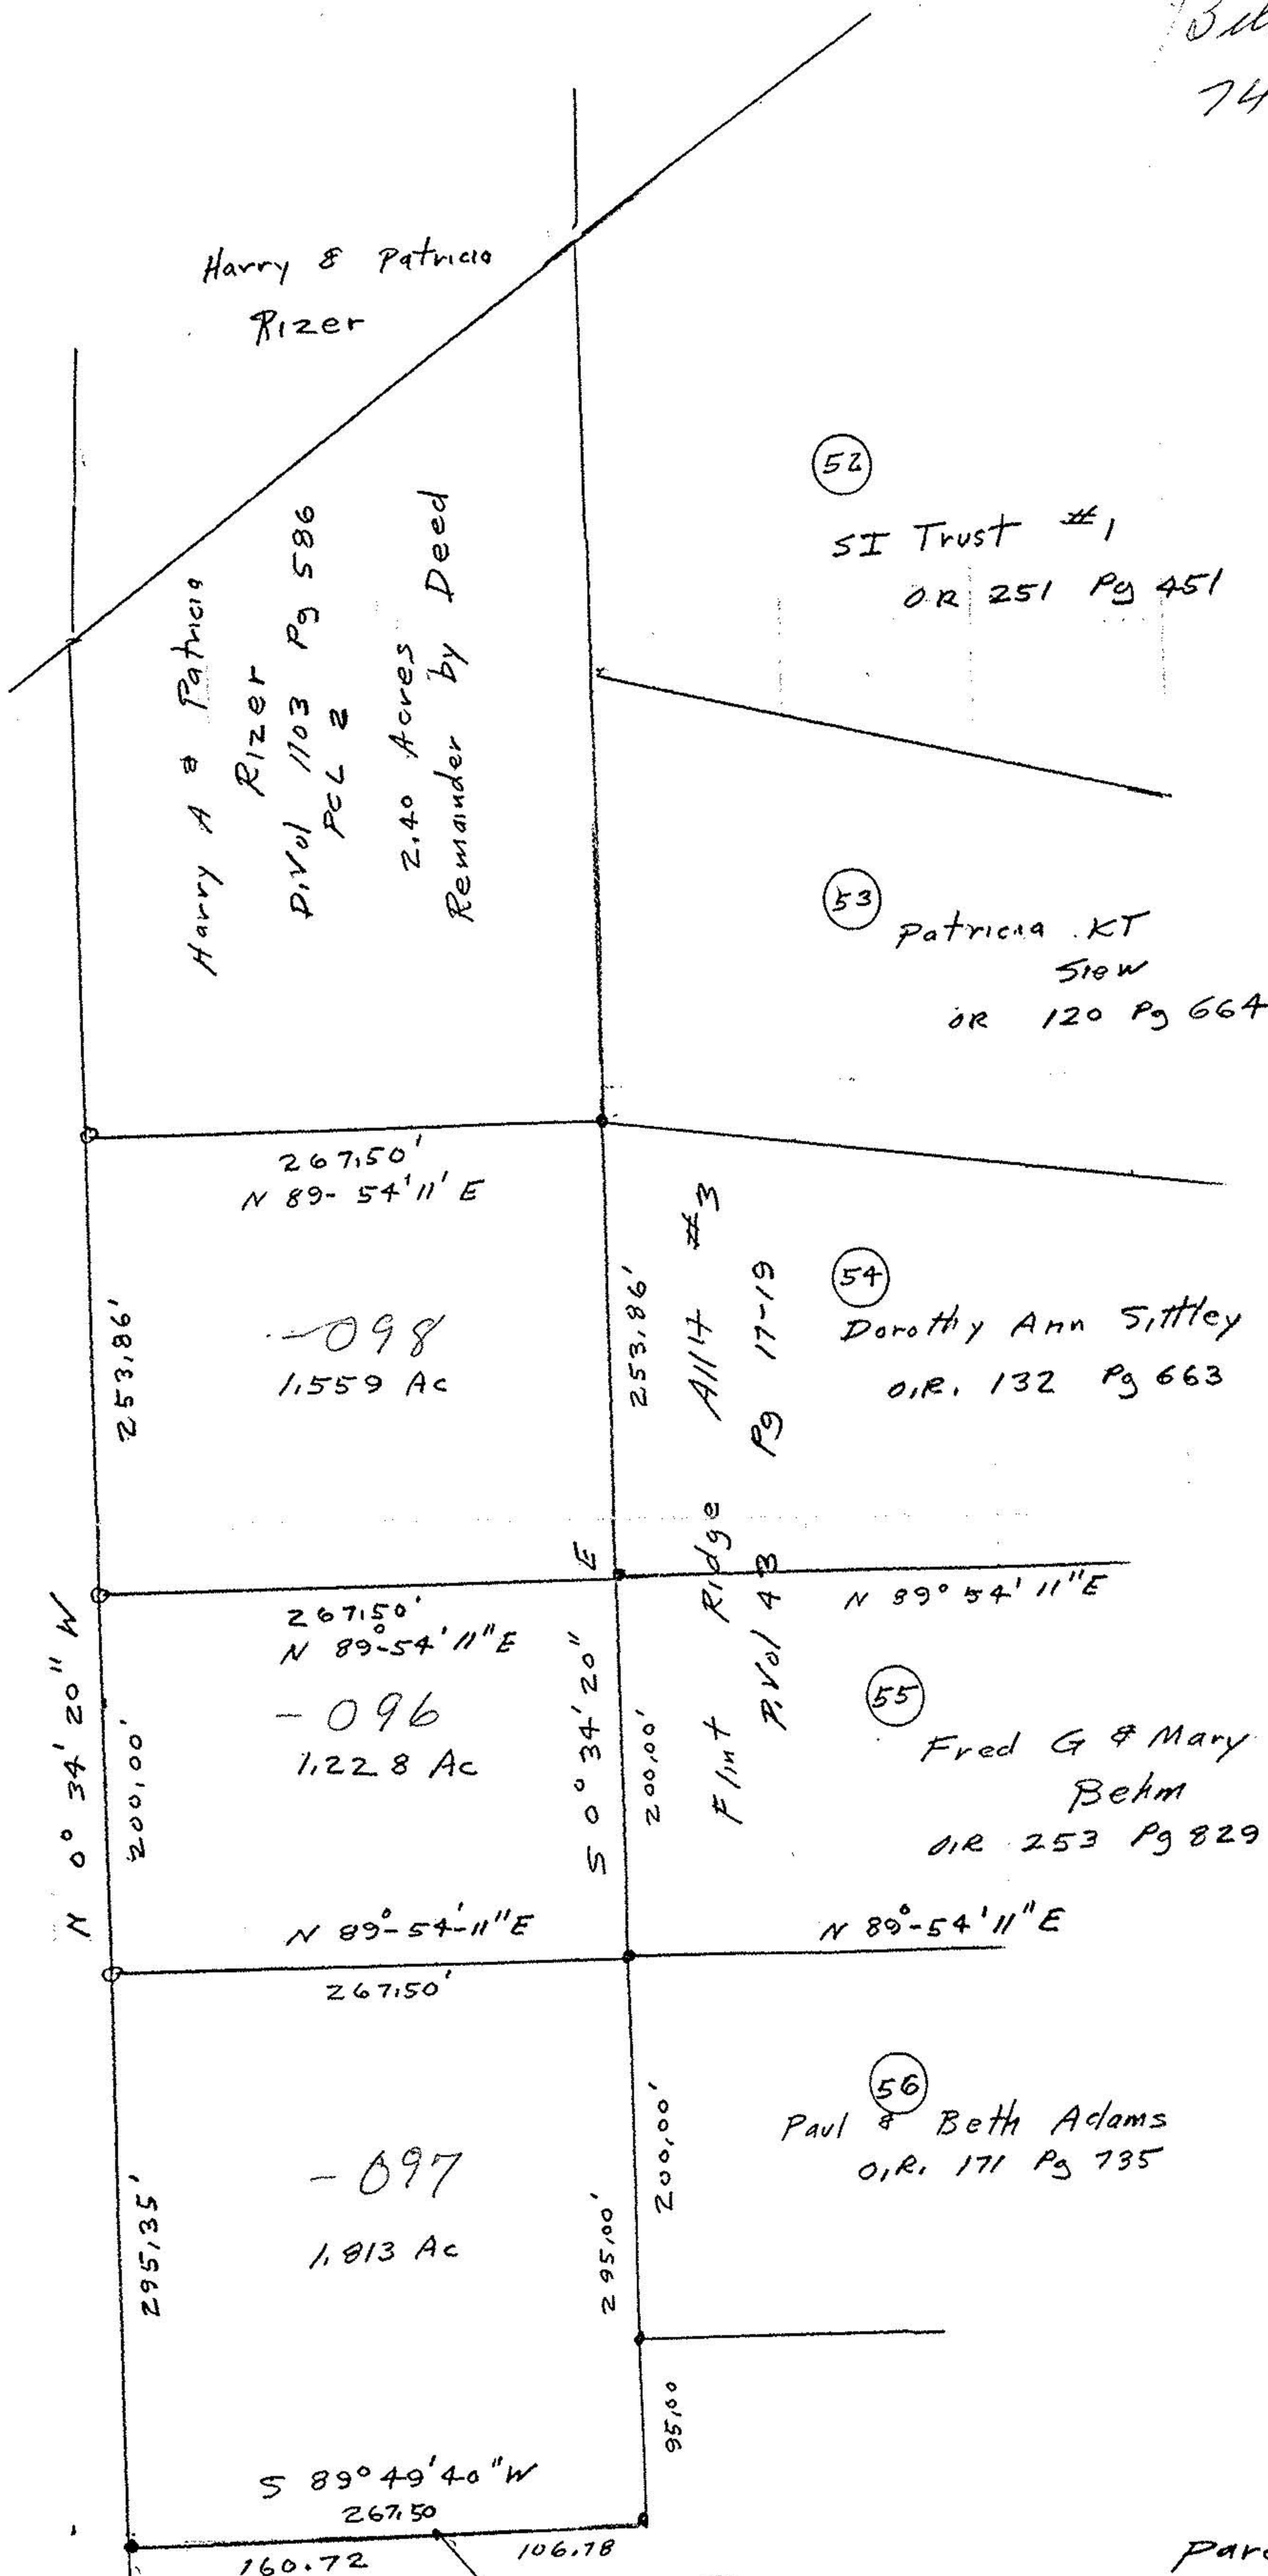 74
Harry & Patricia
Rizer
52
SI Trust #1
OR 251 Pg 451
Harry A & Patricia
Rizer
D.Vol 1103 Pg 586
PCL 2
2.40 Acres
Remainder by Deed
53
Patricia KT
Siew
OR 120 Pg 664
267.50'
N 89- 54' 11' E
253.86'
-098
1.559 Ac
253.86'
Flint Ridge Allt #3
P.Vol 43 Pg 17-19
54
Dorothy Ann Sittley
O.R. 132 Pg 663
267.50'
N 89°-54' 11" E
N 89° 54' 11" E
N 0° 34' 20" W
200.00'
-096
1.228 Ac
S 0° 34' 20" E
200.00'
55
Fred G & Mary
Behm
O.R 253 Pg 829
N 89°-54'-11" E
267.50'
N 89°-54' 11" E
295.35'
-097
1.813 Ac
295.00'
200.00'
56
Paul & Beth Adams
O.R. 171 Pg 735
95.00
S 89° 49' 40" W
267.50
160.72
106.78